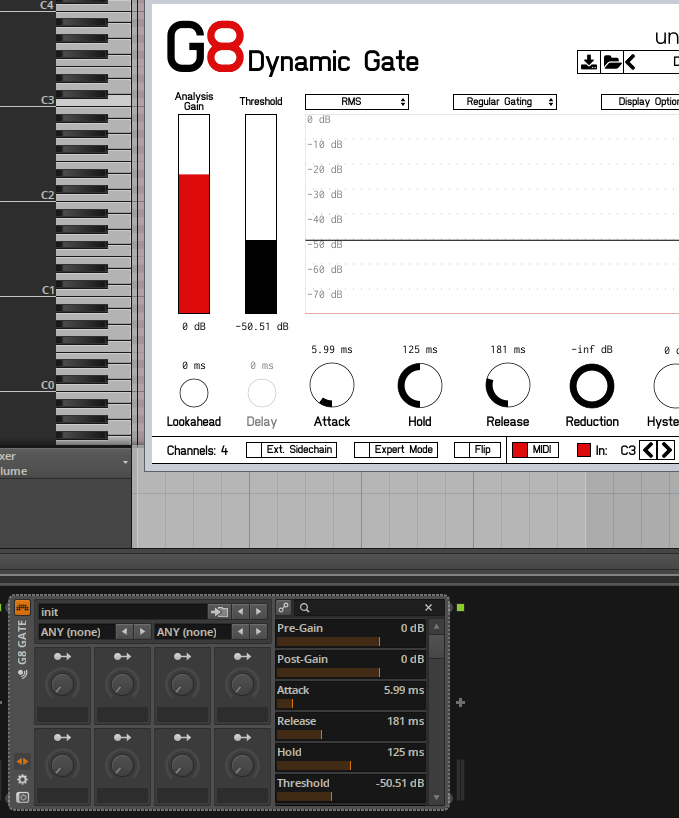 C4
C3
C2
C1
C0
G8 Dynamic Gate
un
Analysis Gain
Threshold
RMS
Regular Gating
Display Option
0 dB
-10 dB
-20 dB
-30 dB
-40 dB
-50 dB
-60 dB
-70 dB
0 dB
-50.51 dB
0 ms
0 ms
5.99 ms
125 ms
181 ms
-inf dB
0 d
Lookahead
Delay
Attack
Hold
Release
Reduction
Hyste
Channels: 4
Ext. Sidechain
Expert Mode
Flip
MIDI
In: C3
xer
lume
G8 GATE
init
ANY (none)
ANY (none)
Pre-Gain 0 dB
Post-Gain 0 dB
Attack 5.99 ms
Release 181 ms
Hold 125 ms
Threshold -50.51 dB